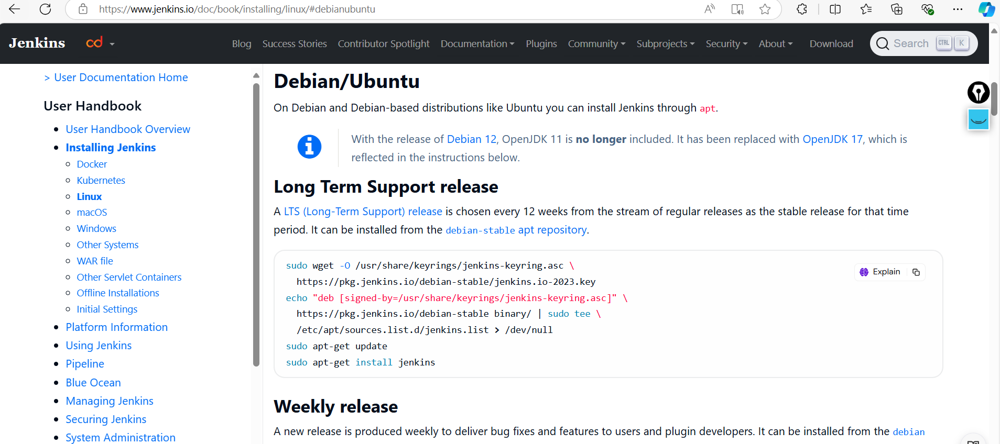 https://www.jenkins.io/doc/book/installing/linux/#debianubuntu
Jenkins cd Blog Success Stories Contributor Spotlight Documentation Plugins Community Subprojects Security About Download Search CTRL K
> User Documentation Home
User Handbook
User Handbook Overview
Installing Jenkins
Docker
Kubernetes
Linux
macOS
Windows
Other Systems
WAR file
Other Servlet Containers
Offline Installations
Initial Settings
Platform Information
Using Jenkins
Pipeline
Blue Ocean
Managing Jenkins
Securing Jenkins
System Administration
Debian/Ubuntu
On Debian and Debian-based distributions like Ubuntu you can install Jenkins through apt.
With the release of Debian 12, OpenJDK 11 is no longer included. It has been replaced with OpenJDK 17, which is
reflected in the instructions below.
Long Term Support release
A LTS (Long-Term Support) release is chosen every 12 weeks from the stream of regular releases as the stable release for that time
period. It can be installed from the debian-stable apt repository.
Explain
sudo wget -O /usr/share/keyrings/jenkins-keyring.asc \
https://pkg.jenkins.io/debian-stable/jenkins.io-2023.key
echo "deb [signed-by=/usr/share/keyrings/jenkins-keyring.asc]" \
https://pkg.jenkins.io/debian-stable binary/ | sudo tee \
/etc/apt/sources.list.d/jenkins.list > /dev/null
sudo apt-get update
sudo apt-get install jenkins
Weekly release
A new release is produced weekly to deliver bug fixes and features to users and plugin developers. It can be installed from the debian